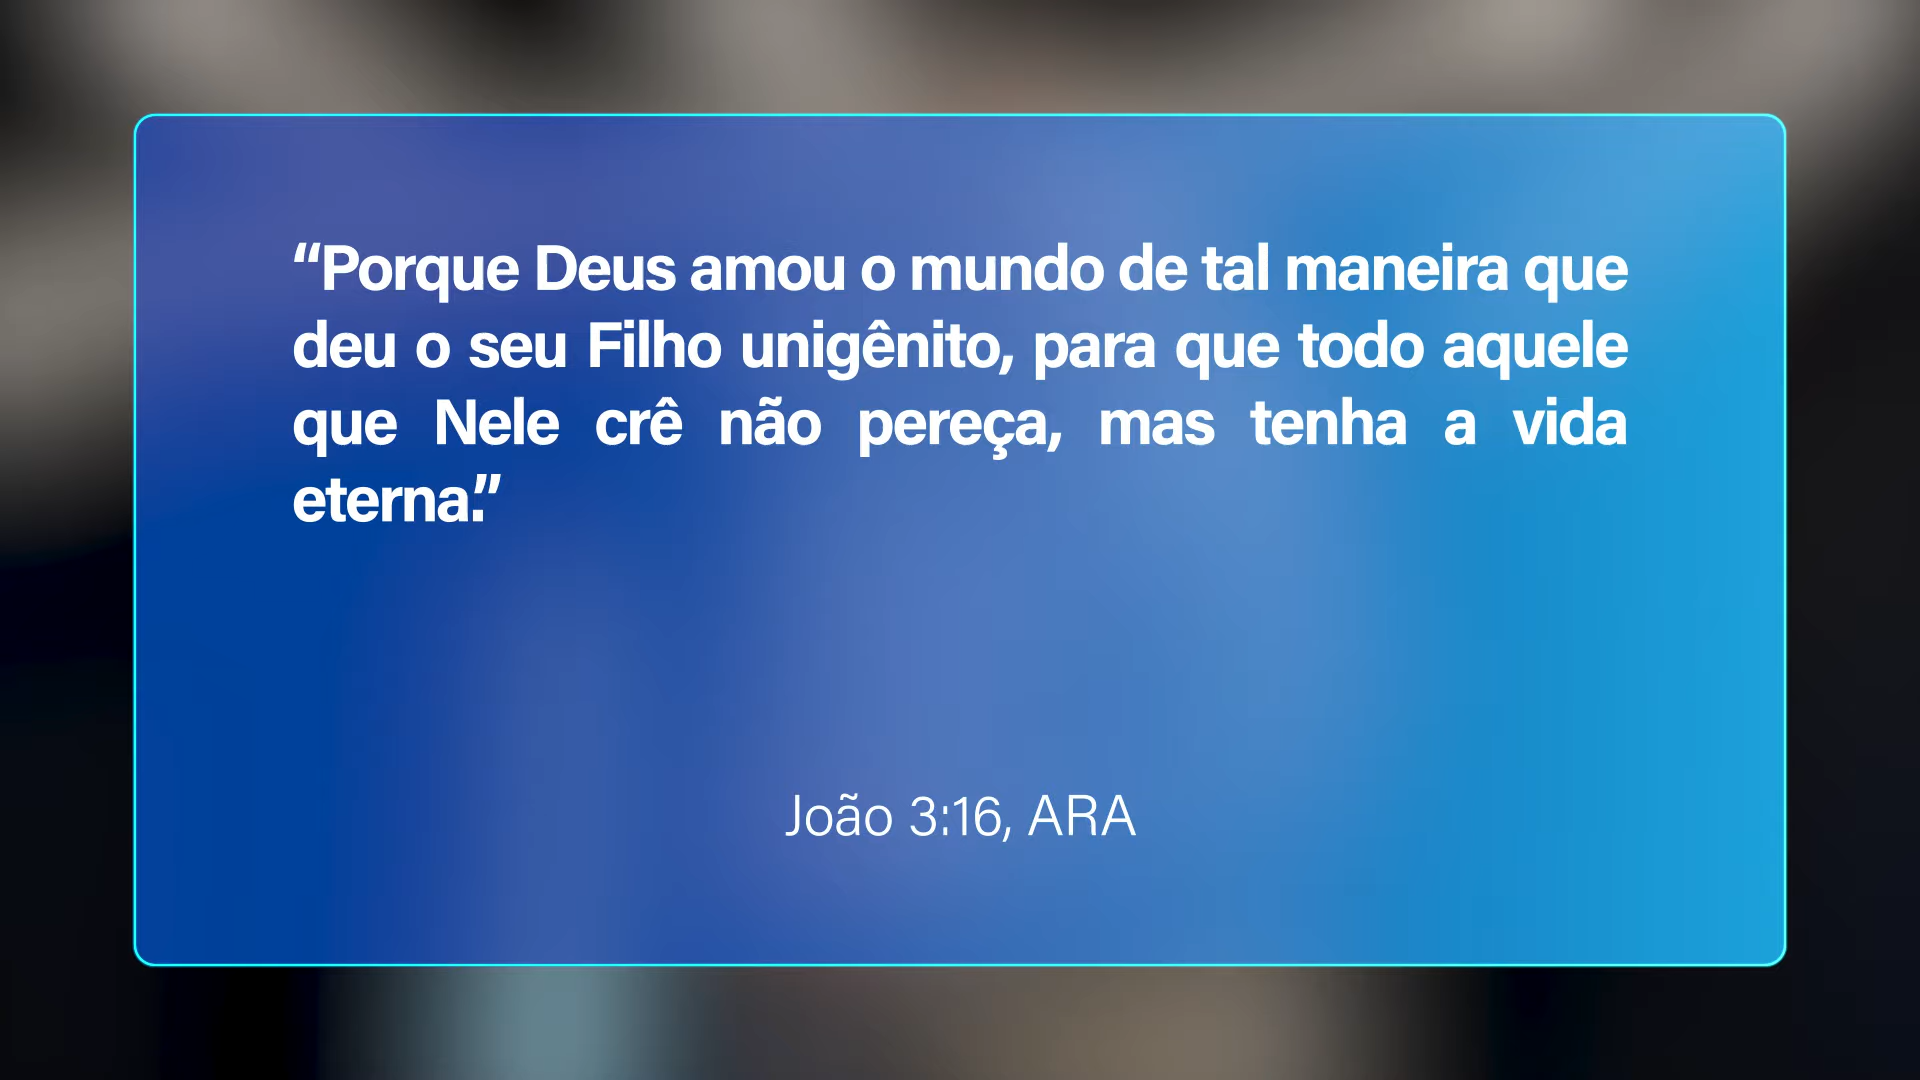 “Porque Deus amou o mundo de tal maneira que
deu o seu Filho unigênito, para que todo aquele
que Nele crê não pereça, mas tenha a vida
eterna.”
João 3:16, ARA